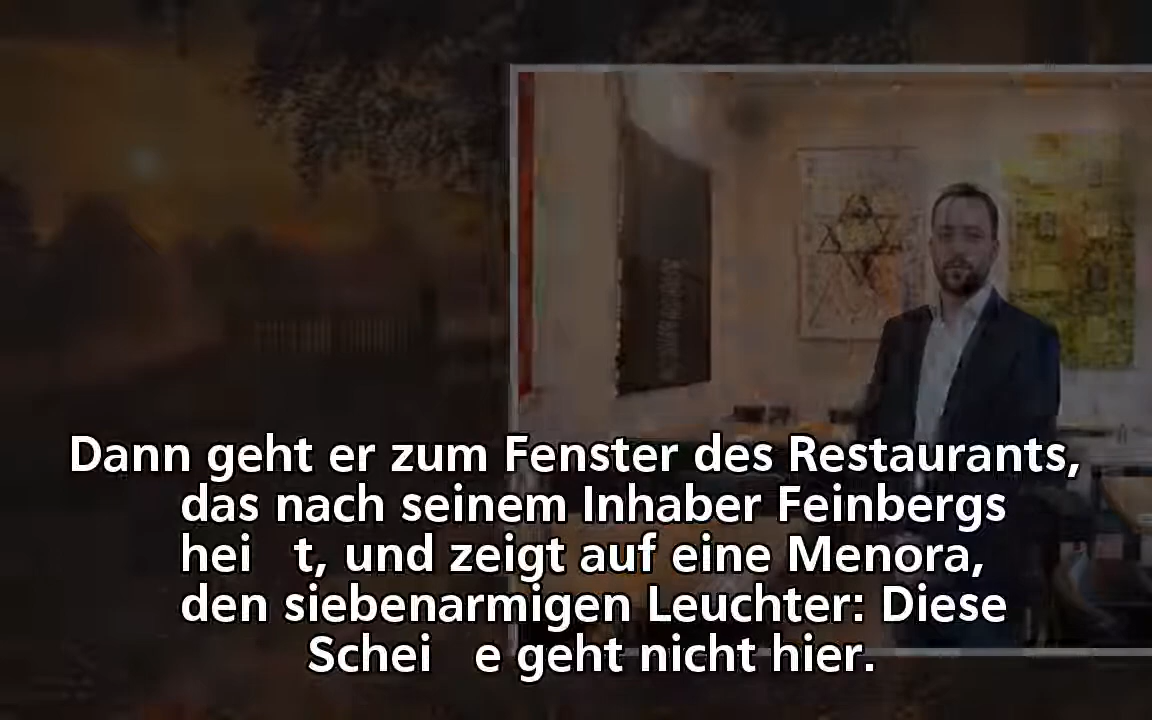 Dann geht er zum Fenster des Restaurants,
das nach seinem Inhaber Feinbergs
hei t, und zeigt auf eine Menora,
den siebenarmigen Leuchter: Diese
Schei e geht nicht hier.